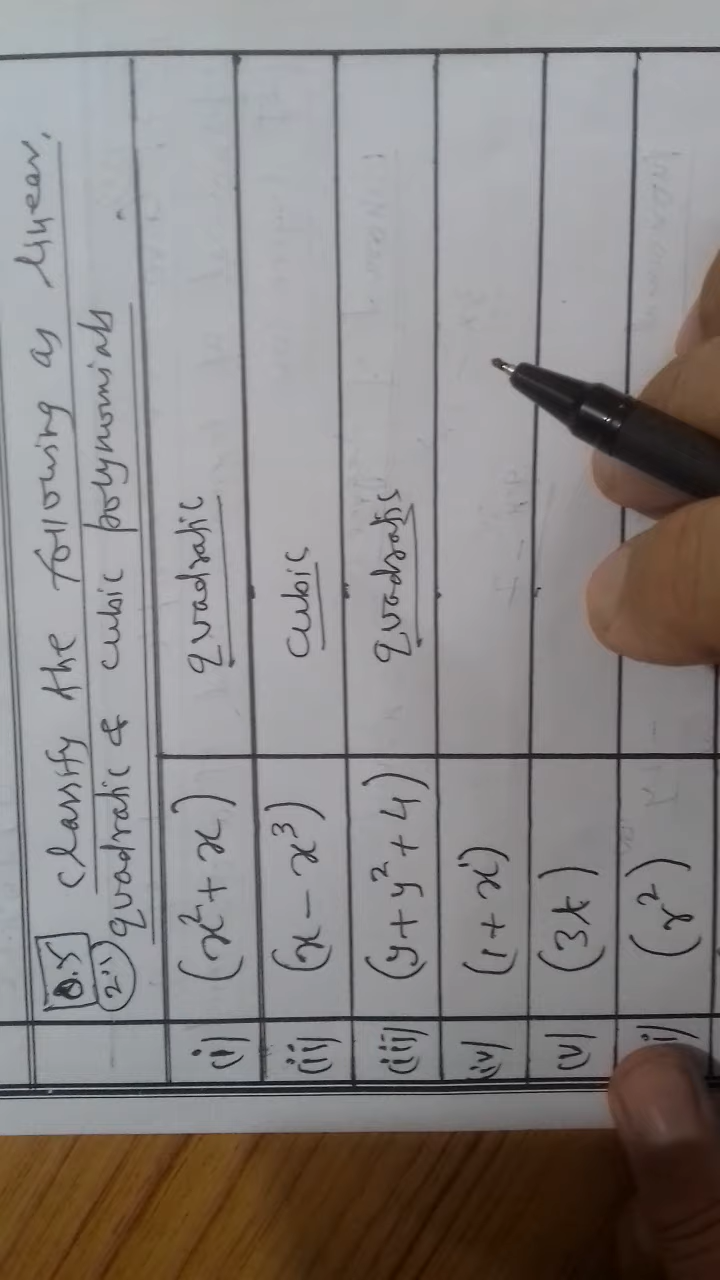 Q.5 Classify the following as linear,
2.1 quadratic & cubic polynomials
(i) (x²+x) quadratic
(ii) (x - x³) cubic
(iii) (y + y² + 4) quadratic
(iv) (1 + x)
(v) (3t)
i) (r²)